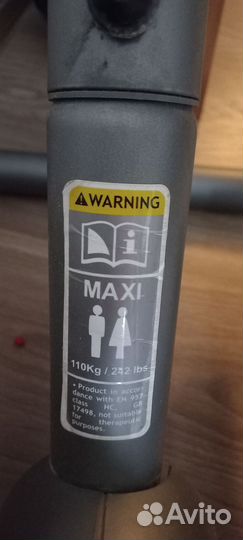 WARNING
MAXI
110Kg / 242 lbs
• Product in accor-
dance with EN 957
class HC, GB
17498, not suitable
for therapeutic
purposes.
Avito